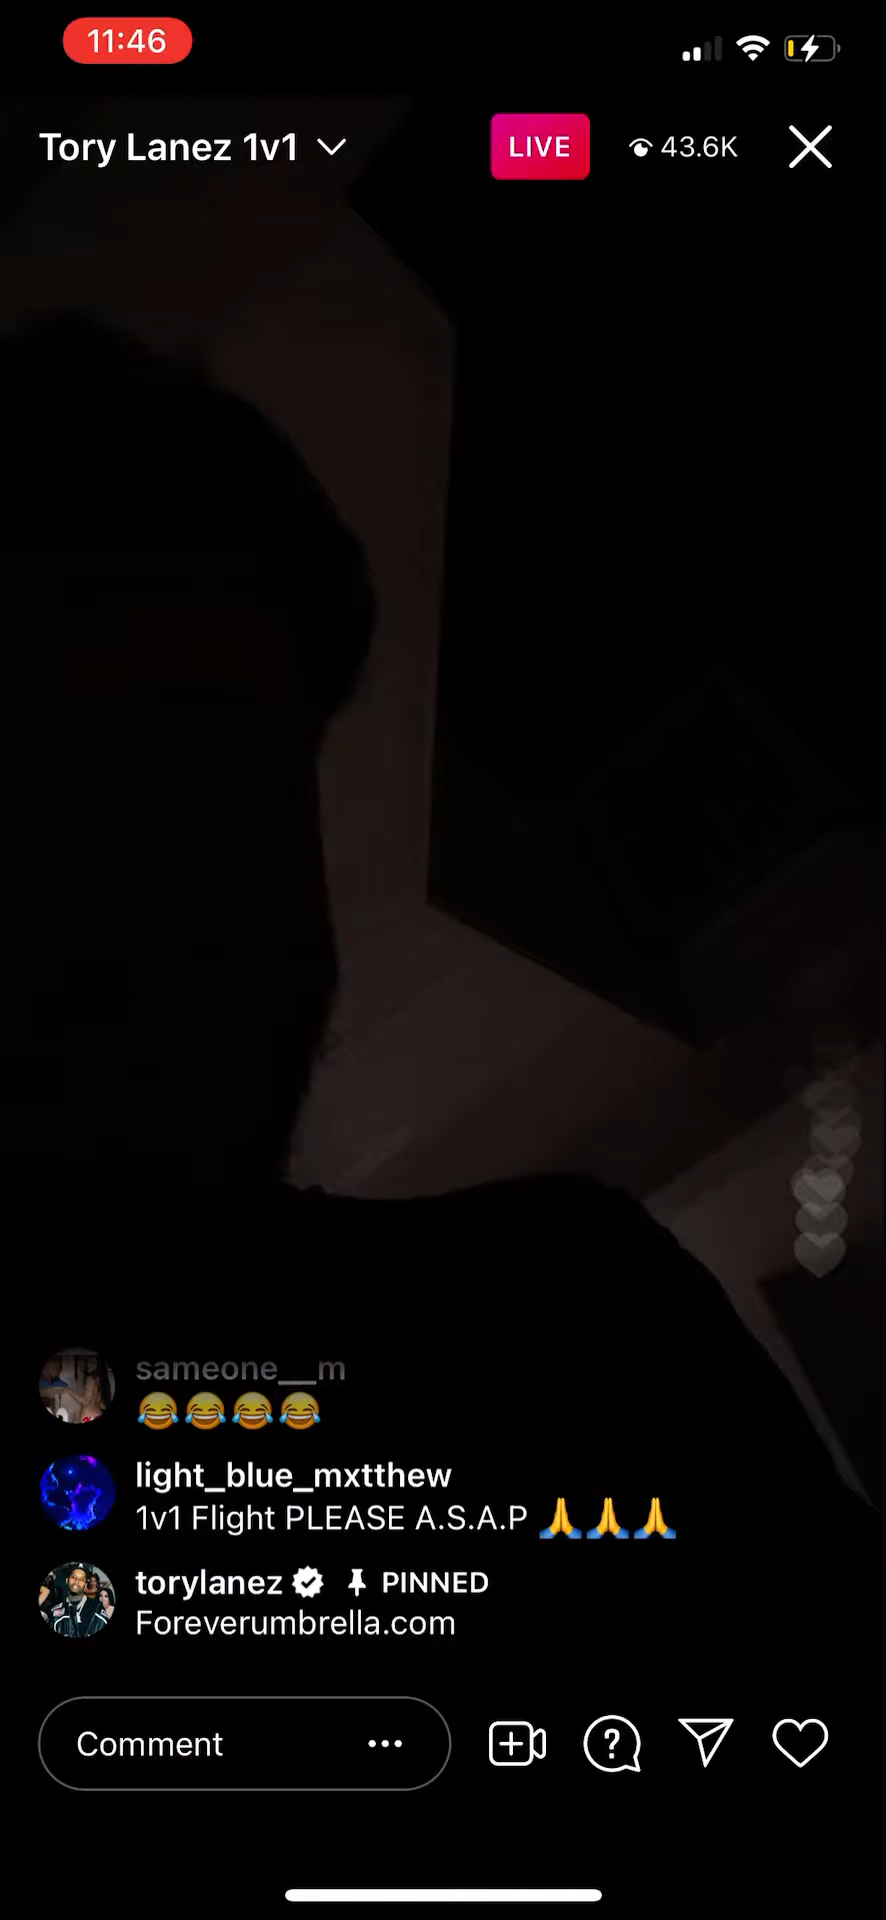 11:46
Tory Lanez 1v1
LIVE
43.6K
sameone__m
😂😂😂😂
light_blue_mxtthew
1v1 Flight PLEASE A.S.A.P 🙏🙏🙏
torylanez PINNED
Foreverumbrella.com
Comment